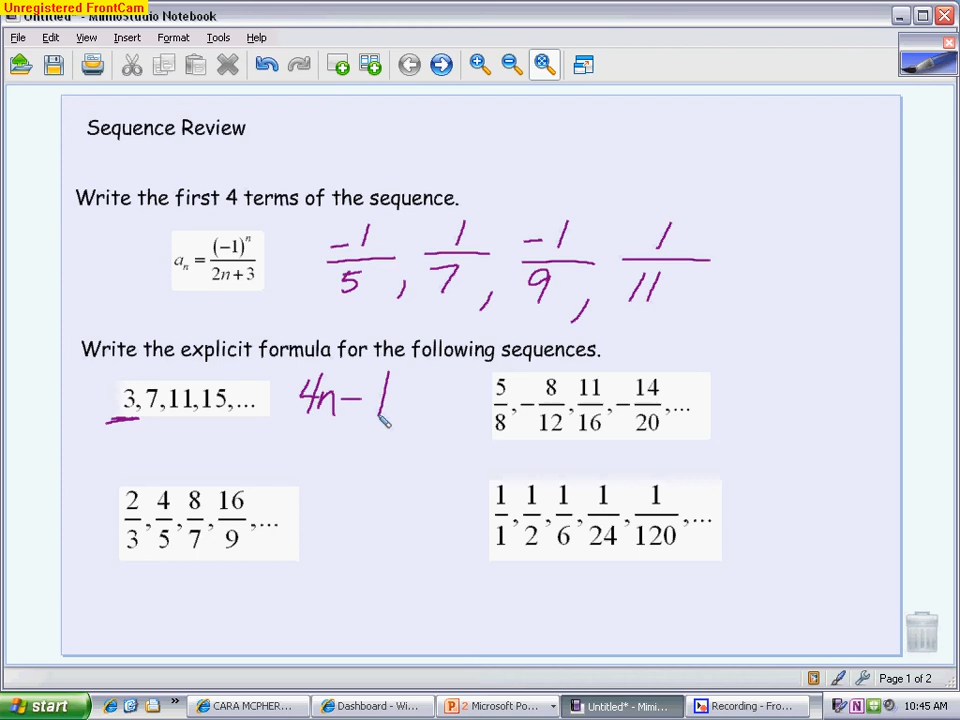 Unregistered FrontCam
Untitled* - MimioStudio Notebook
File Edit View Insert Format Tools Help
Sequence Review
Write the first 4 terms of the sequence.
aₙ = (-1)ⁿ / 2n+3    -1/5 , 1/7 , -1/9 , 1/11
Write the explicit formula for the following sequences.
3,7,11,15,...    4n-1    5/8,-8/12,11/16,-14/20,...
2/3,4/5,8/7,16/9,...    1/1,1/2,1/6,1/24,1/120,...
Page 1 of 2
start » CARA MCPHER... Dashboard - Wi... 2 Microsoft Po... Untitled* - Mimi... Recording - Fro... 10:45 AM